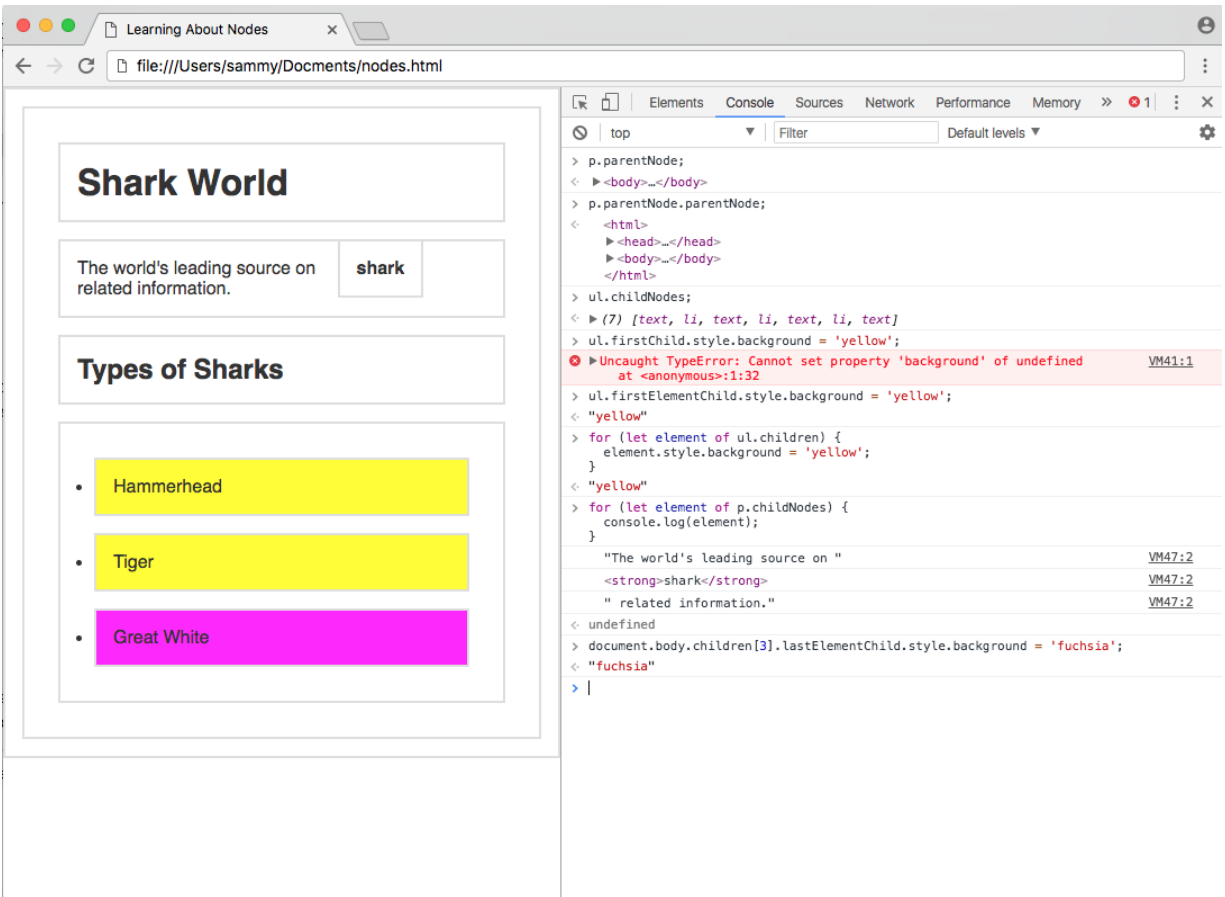 Learning About Nodes
file:///Users/sammy/Docments/nodes.html
Shark World
The world's leading source on shark
related information.
Types of Sharks
Hammerhead
Tiger
Great White
Elements Console Sources Network Performance Memory » 1
top Filter Default levels
> p.parentNode;
<body>…</body>
> p.parentNode.parentNode;
<html>
<head>…</head>
<body>…</body>
</html>
> ul.childNodes;
(7) [text, li, text, li, text, li, text]
> ul.firstChild.style.background = 'yellow';
Uncaught TypeError: Cannot set property 'background' of undefined VM41:1
at <anonymous>:1:32
> ul.firstElementChild.style.background = 'yellow';
"yellow"
> for (let element of ul.children) {
element.style.background = 'yellow';
}
"yellow"
> for (let element of p.childNodes) {
console.log(element);
}
"The world's leading source on " VM47:2
<strong>shark</strong> VM47:2
" related information." VM47:2
undefined
> document.body.children[3].lastElementChild.style.background = 'fuchsia';
"fuchsia"
>